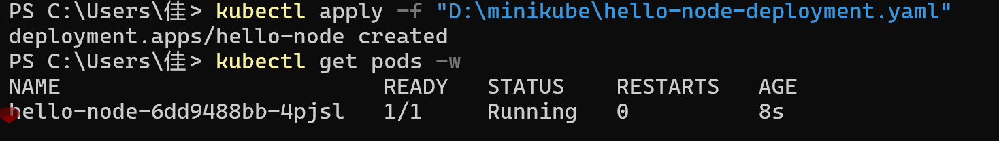 PS C:\Users\佳> kubectl apply -f "D:\minikube\hello-node-deployment.yaml"
deployment.apps/hello-node created
PS C:\Users\佳> kubectl get pods -w
NAME READY STATUS RESTARTS AGE
hello-node-6dd9488bb-4pjsl 1/1 Running 0 8s